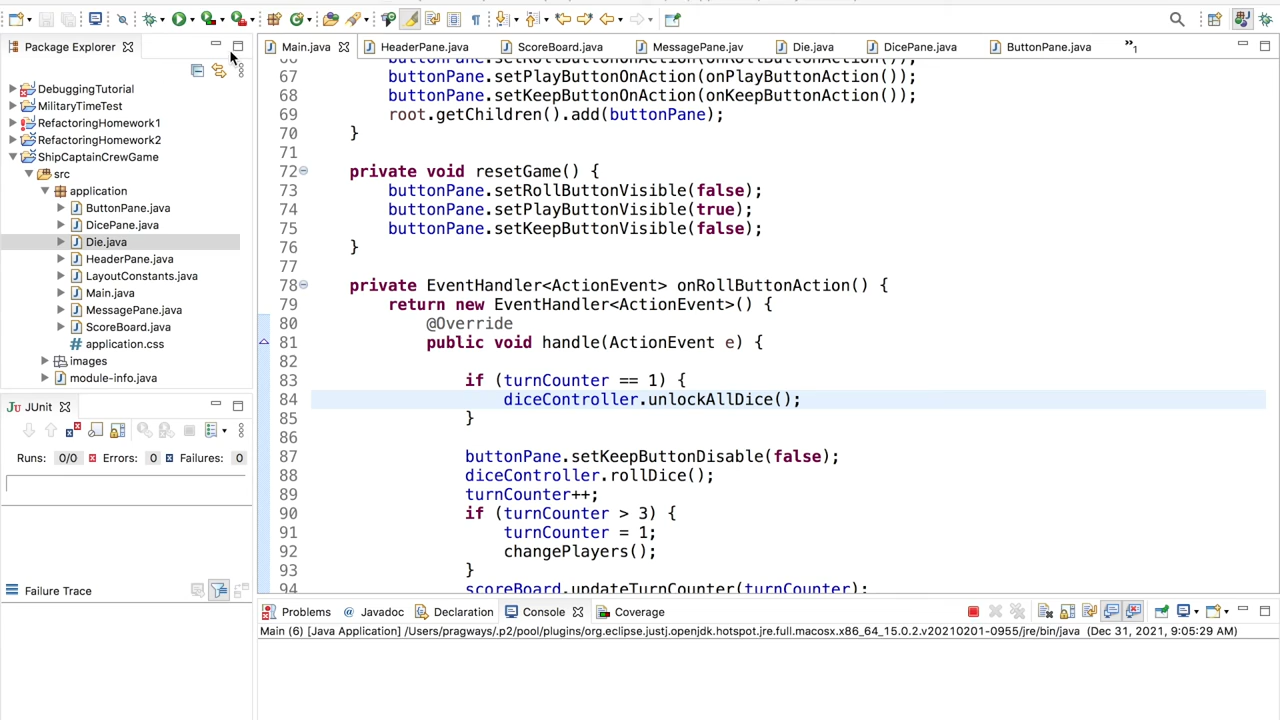 Package Explorer
DebuggingTutorial
MilitaryTimeTest
RefactoringHomework1
RefactoringHomework2
ShipCaptainCrewGame
src
application
ButtonPane.java
DicePane.java
Die.java
HeaderPane.java
LayoutConstants.java
Main.java
MessagePane.java
ScoreBoard.java
application.css
images
module-info.java
JUnit
Runs: 0/0 Errors: 0 Failures: 0
Failure Trace
Main.java HeaderPane.java ScoreBoard.java MessagePane.jav Die.java DicePane.java ButtonPane.java »1
67 buttonPane.setPlayButtonOnAction(onPlayButtonAction());
68 buttonPane.setKeepButtonOnAction(onKeepButtonAction());
69 root.getChildren().add(buttonPane);
70 }
71
72 private void resetGame() {
73 buttonPane.setRollButtonVisible(false);
74 buttonPane.setPlayButtonVisible(true);
75 buttonPane.setKeepButtonVisible(false);
76 }
77
78 private EventHandler<ActionEvent> onRollButtonAction() {
79 return new EventHandler<ActionEvent>() {
80 @Override
81 public void handle(ActionEvent e) {
82
83 if (turnCounter == 1) {
84 diceController.unlockAllDice();
85 }
86
87 buttonPane.setKeepButtonDisable(false);
88 diceController.rollDice();
89 turnCounter++;
90 if (turnCounter > 3) {
91 turnCounter = 1;
92 changePlayers();
93 }
94 scoreBoard.updateTurnCounter(turnCounter);
Problems @ Javadoc Declaration Console Coverage
Main (6) [Java Application] /Users/pragways/.p2/pool/plugins/org.eclipse.justj.openjdk.hotspot.jre.full.macosx.x86_64_15.0.2.v20210201-0955/jre/bin/java (Dec 31, 2021, 9:05:29 AM)